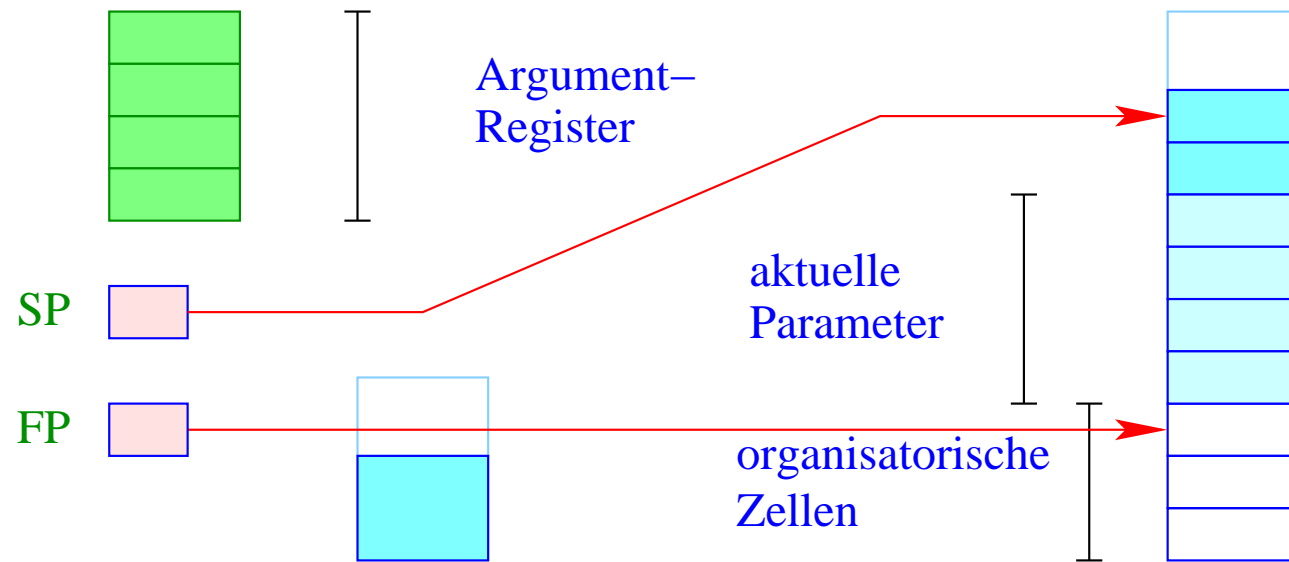 Argument–
Register
SP
aktuelle
Parameter
FP
organisatorische
Zellen